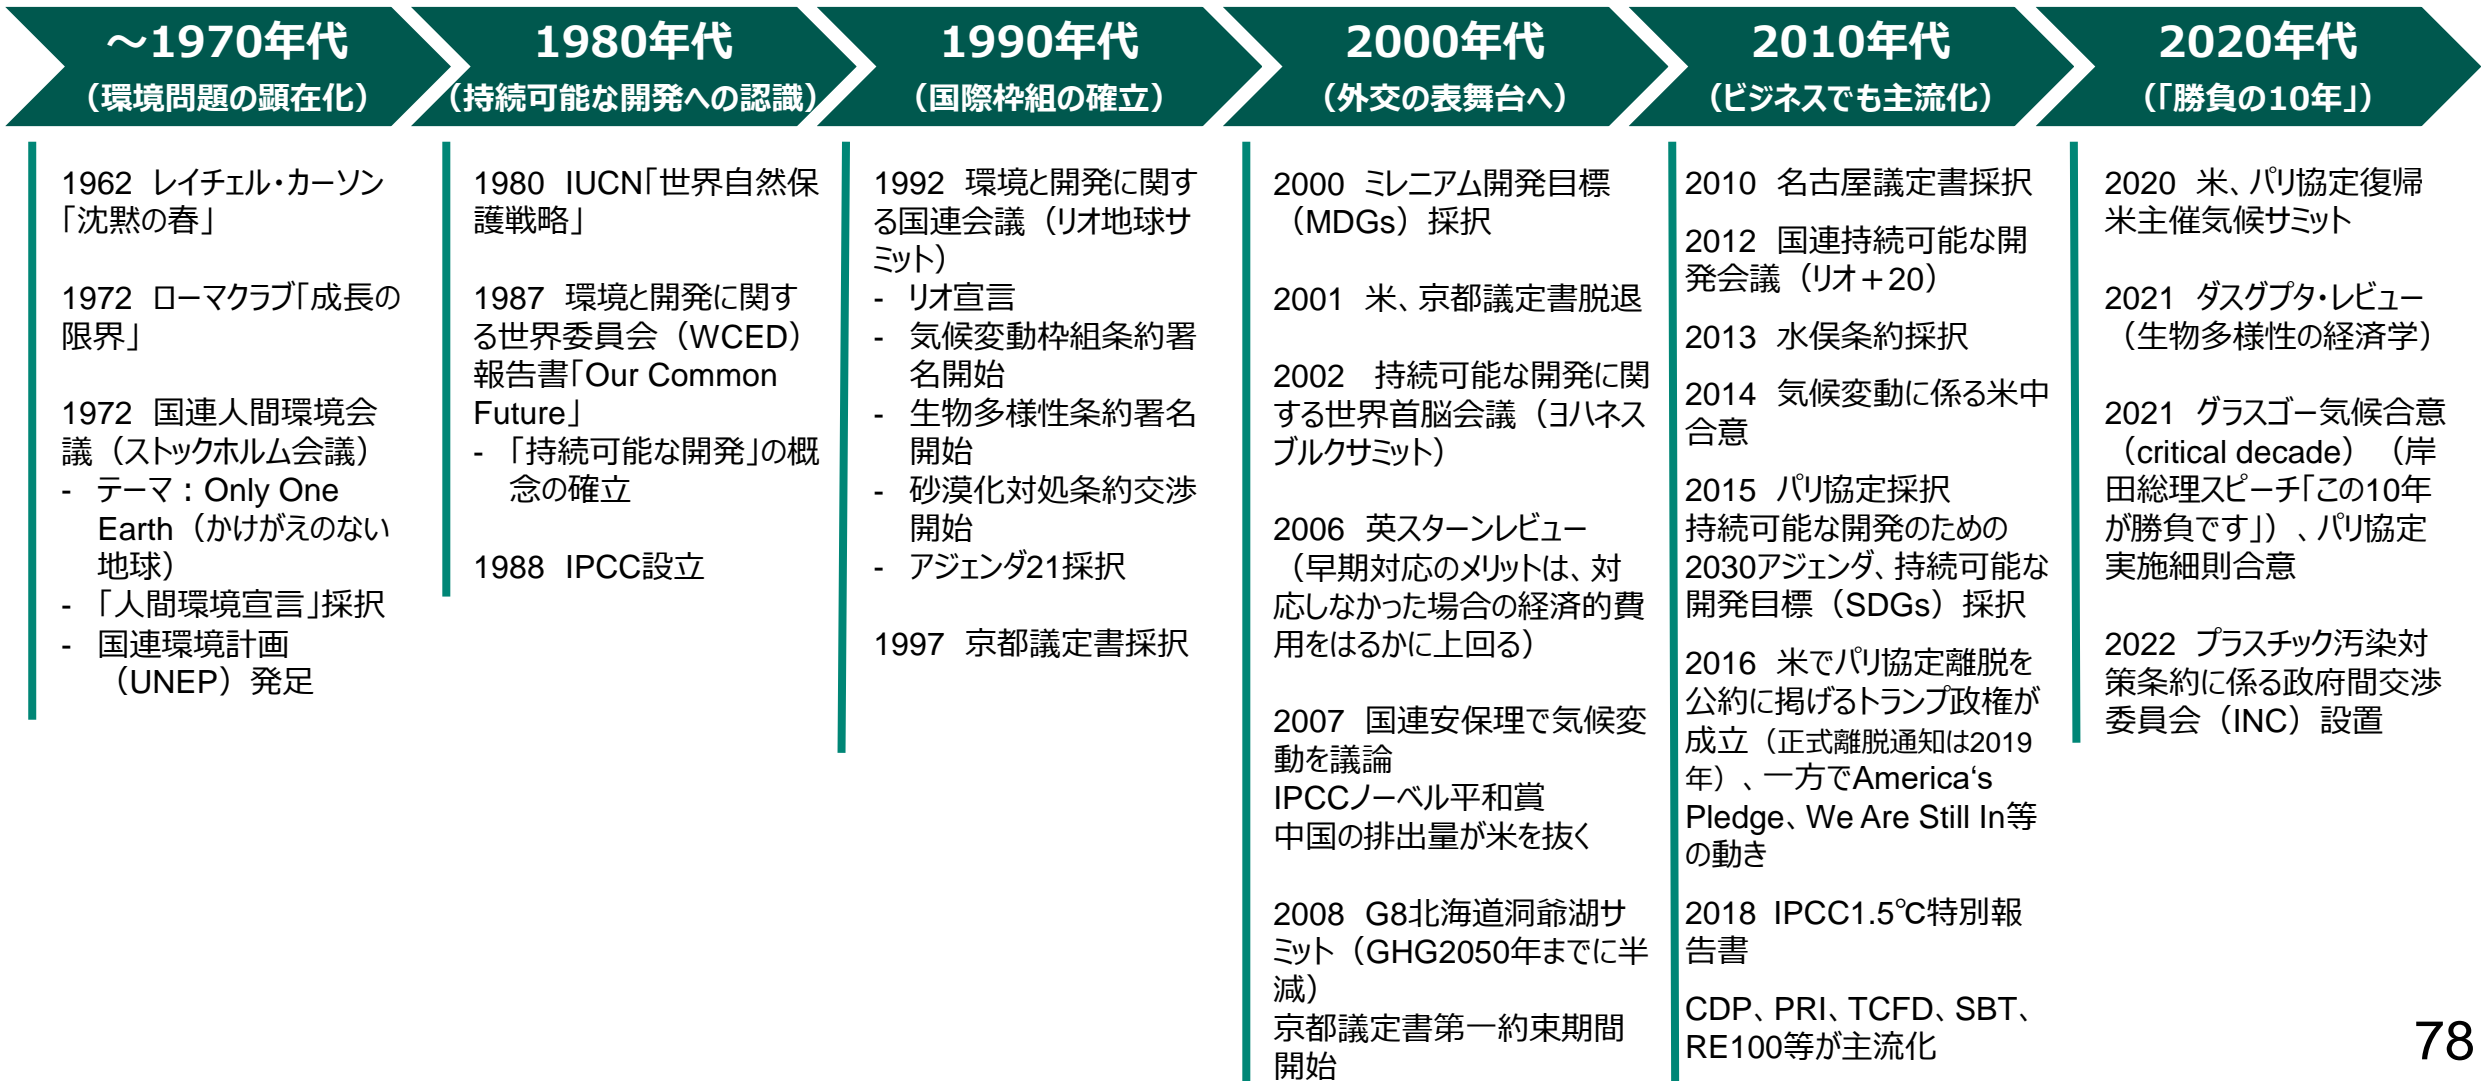 ～1970年代
（環境問題の顕在化）
1980年代
（持続可能な開発への認識）
1990年代
（国際枠組の確立）
2000年代
（外交の表舞台へ）
2010年代
（ビジネスでも主流化）
2020年代
（「勝負の10年」）
1962 レイチェル・カーソン
「沈黙の春」
1972 ローマクラブ「成長の
限界」
1972 国連人間環境会
議（ストックホルム会議）
- テーマ：Only One
Earth（かけがえのない
地球）
- 「人間環境宣言」採択
- 国連環境計画
（UNEP）発足
1980 IUCN「世界自然保
護戦略」
1987 環境と開発に関す
る世界委員会（WCED）
報告書「Our Common
Future」
- 「持続可能な開発」の概
念の確立
1988 IPCC設立
1992 環境と開発に関す
る国連会議（リオ地球サ
ミット）
- リオ宣言
- 気候変動枠組条約署
名開始
- 生物多様性条約署名
開始
- 砂漠化対処条約交渉
開始
- アジェンダ21採択
1997 京都議定書採択
2000 ミレニアム開発目標
（MDGs）採択
2001 米、京都議定書脱退
2002 持続可能な開発に関
する世界首脳会議（ヨハネス
ブルクサミット）
2006 英スターンレビュー
（早期対応のメリットは、対
応しなかった場合の経済的費
用をはるかに上回る）
2007 国連安保理で気候変
動を議論
IPCCノーベル平和賞
中国の排出量が米を抜く
2008 G8北海道洞爺湖サ
ミット（GHG2050年までに半
減）
京都議定書第一約束期間
開始
2010 名古屋議定書採択
2012 国連持続可能な開
発会議（リオ＋20）
2013 水俣条約採択
2014 気候変動に係る米中
合意
2015 パリ協定採択
持続可能な開発のための
2030アジェンダ、持続可能な
開発目標（SDGs）採択
2016 米でパリ協定離脱を
公約に掲げるトランプ政権が
成立（正式離脱通知は2019
年）、一方でAmerica‘s
Pledge、We Are Still In等
の動き
2018 IPCC1.5℃特別報
告書
CDP、PRI、TCFD、SBT、
RE100等が主流化
2020 米、パリ協定復帰
米主催気候サミット
2021 ダスグプタ・レビュー
（生物多様性の経済学）
2021 グラスゴー気候合意
（critical decade）（岸
田総理スピーチ「この10年
が勝負です」）、パリ協定
実施細則合意
2022 プラスチック汚染対
策条約に係る政府間交渉
委員会（INC）設置
78